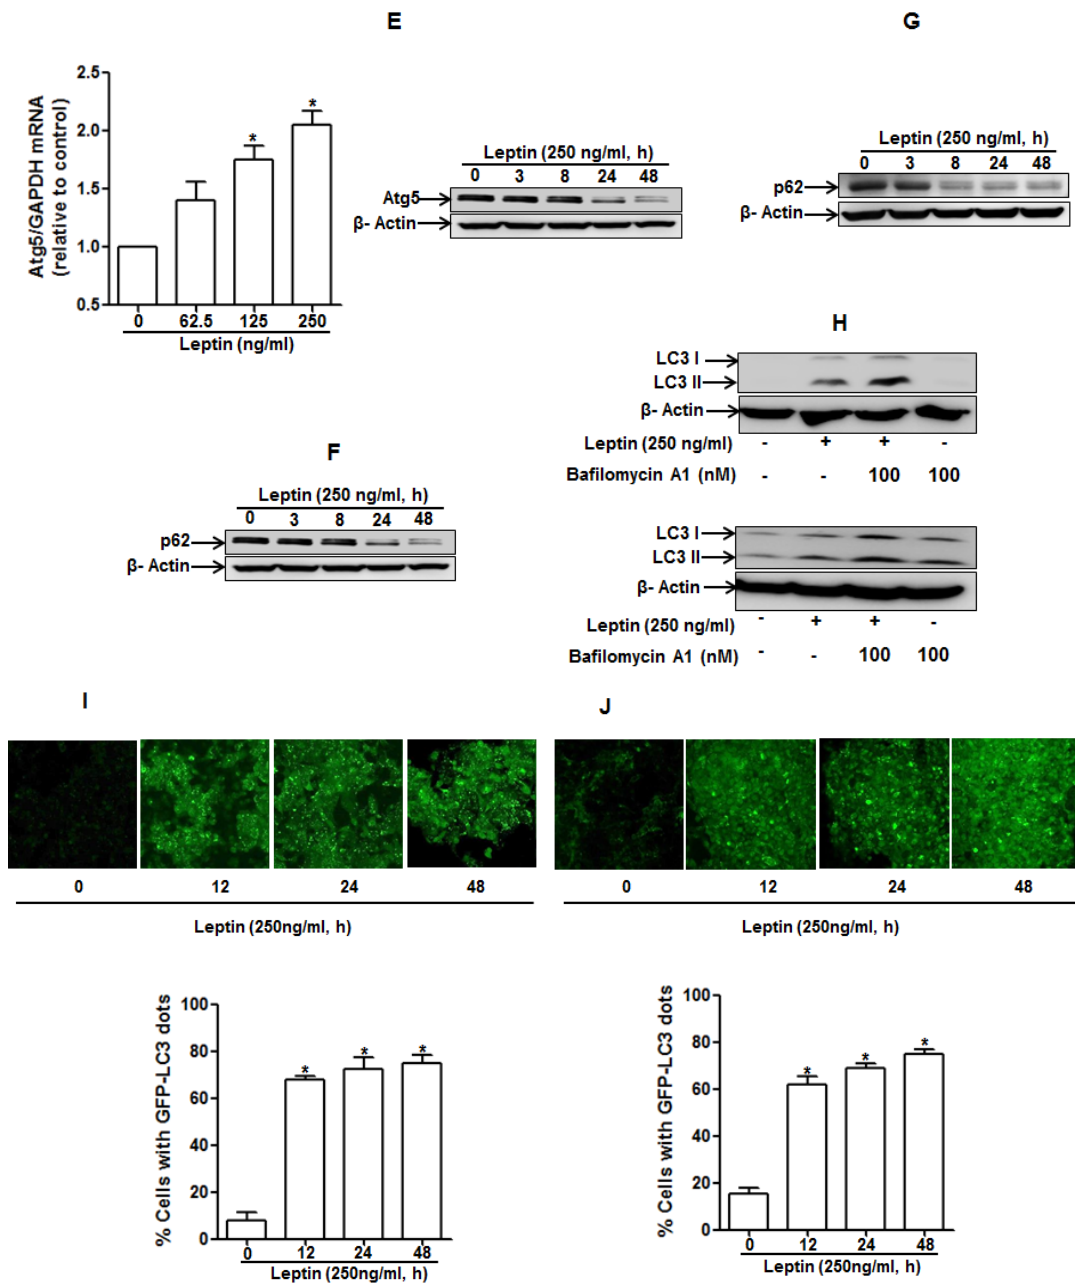 E
Atg5/GAPDH mRNA
(relative to control)
2.5
2.0
1.5
1.0
0.5
*
*
0 62.5 125 250
Leptin (ng/ml)
Leptin (250 ng/ml, h)
0 3 8 24 48
Atg5
β- Actin
G
Leptin (250 ng/ml, h)
0 3 8 24 48
p62
β- Actin
F
Leptin (250 ng/ml, h)
0 3 8 24 48
p62
β- Actin
H
LC3 I
LC3 II
β- Actin
Leptin (250 ng/ml) - + + -
Bafilomycin A1 (nM) - - 100 100
LC3 I
LC3 II
β- Actin
Leptin (250 ng/ml) - + + -
Bafilomycin A1 (nM) - - 100 100
I
0 12 24 48
Leptin (250ng/ml, h)
% Cells with GFP-LC3 dots
100
80
60
40
20
0
* * *
0 12 24 48
Leptin (250ng/ml, h)
J
0 12 24 48
Leptin (250ng/ml, h)
% Cells with GFP-LC3 dots
100
80
60
40
20
0
* * *
0 12 24 48
Leptin (250ng/ml, h)